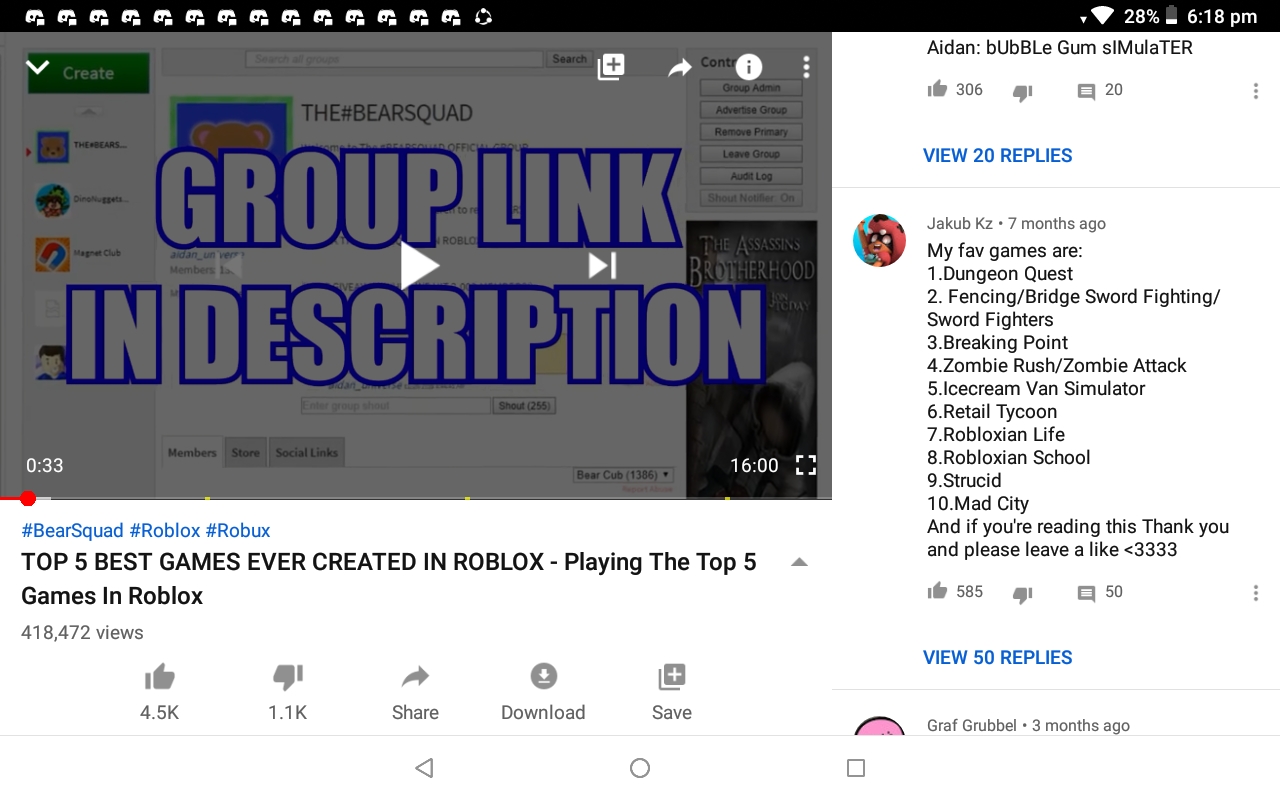 28% 6:18 pm
Create
Search all groups
Search
THE#BEARS...
DinoNuggets...
Magnet Club
THE#BEARSQUAD
GROUP LINK
IN DESCRIPTION
aidan_universe
Group Admin
Advertise Group
Remove Primary
Leave Group
Audit Log
Shout Notifier: On
THE ASSASSINS
BROTHERHOOD
JOIN
TODAY
Enter group shout
Shout (255)
Members
Store
Social Links
Bear Cub (1386)
Report Abuse
0:33
16:00
#BearSquad #Roblox #Robux
TOP 5 BEST GAMES EVER CREATED IN ROBLOX - Playing The Top 5
Games In Roblox
418,472 views
4.5K
1.1K
Share
Download
Save
Aidan: bUbBLe Gum sIMulaTER
306
20
VIEW 20 REPLIES
Jakub Kz • 7 months ago
My fav games are:
1.Dungeon Quest
2. Fencing/Bridge Sword Fighting/
Sword Fighters
3.Breaking Point
4.Zombie Rush/Zombie Attack
5.Icecream Van Simulator
6.Retail Tycoon
7.Robloxian Life
8.Robloxian School
9.Strucid
10.Mad City
And if you're reading this Thank you
and please leave a like <3333
585
50
VIEW 50 REPLIES
Graf Grubbel • 3 months ago